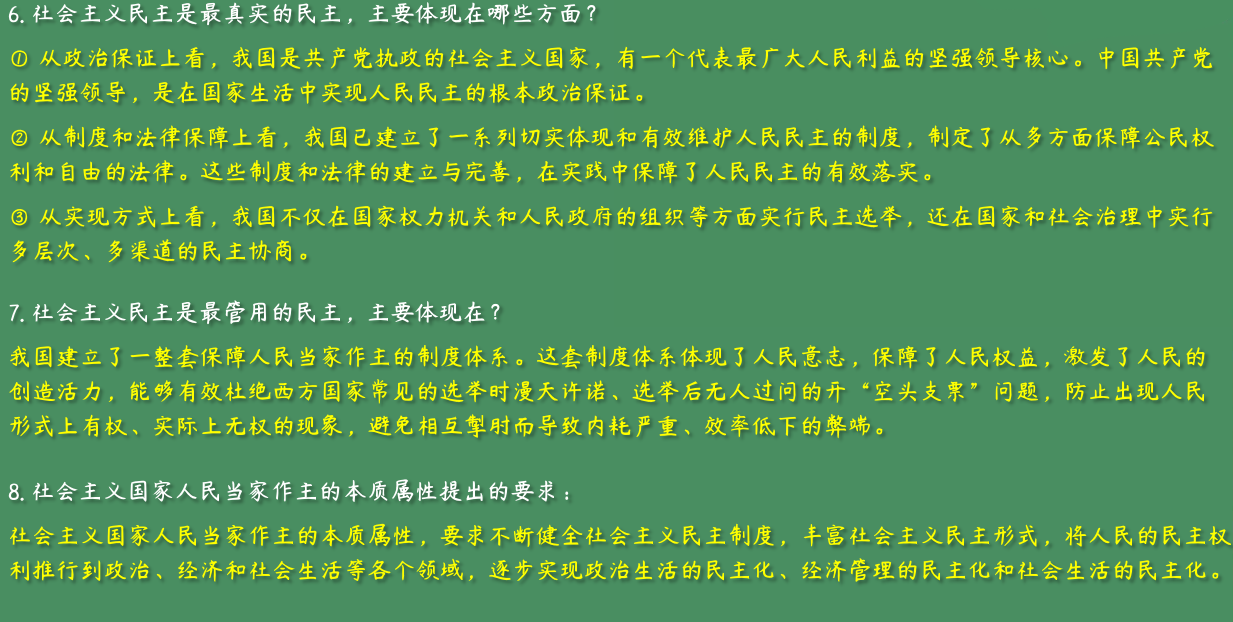 6. 社会主义民主是最真实的民主，主要体现在哪些方面？
① 从政治保证上看，我国是共产党执政的社会主义国家，有一个代表最广大人民利益的坚强领导核心。中国共产党
的坚强领导，是在国家生活中实现人民民主的根本政治保证。
② 从制度和法律保障上看，我国已建立了一系列切实体现和有效维护人民民主的制度，制定了从多方面保障公民权
利和自由的法律。这些制度和法律的建立与完善，在实践中保障了人民民主的有效落实。
③ 从实现方式上看，我国不仅在国家权力机关和人民政府的组织等方面实行民主选举，还在国家和社会治理中实行
多层次、多渠道的民主协商。
7. 社会主义民主是最管用的民主，主要体现在？
我国建立了一整套保障人民当家作主的制度体系。这套制度体系体现了人民意志，保障了人民权益，激发了人民的
创造活力，能够有效杜绝西方国家常见的选举时漫天许诺、选举后无人过问的开“空头支票”问题，防止出现人民
形式上有权、实际上无权的现象，避免相互掣肘而导致内耗严重、效率低下的弊端。
8. 社会主义国家人民当家作主的本质属性提出的要求：
社会主义国家人民当家作主的本质属性，要求不断健全社会主义民主制度，丰富社会主义民主形式，将人民的民主权
利推行到政治、经济和社会生活等各个领域，逐步实现政治生活的民主化、经济管理的民主化和社会生活的民主化。